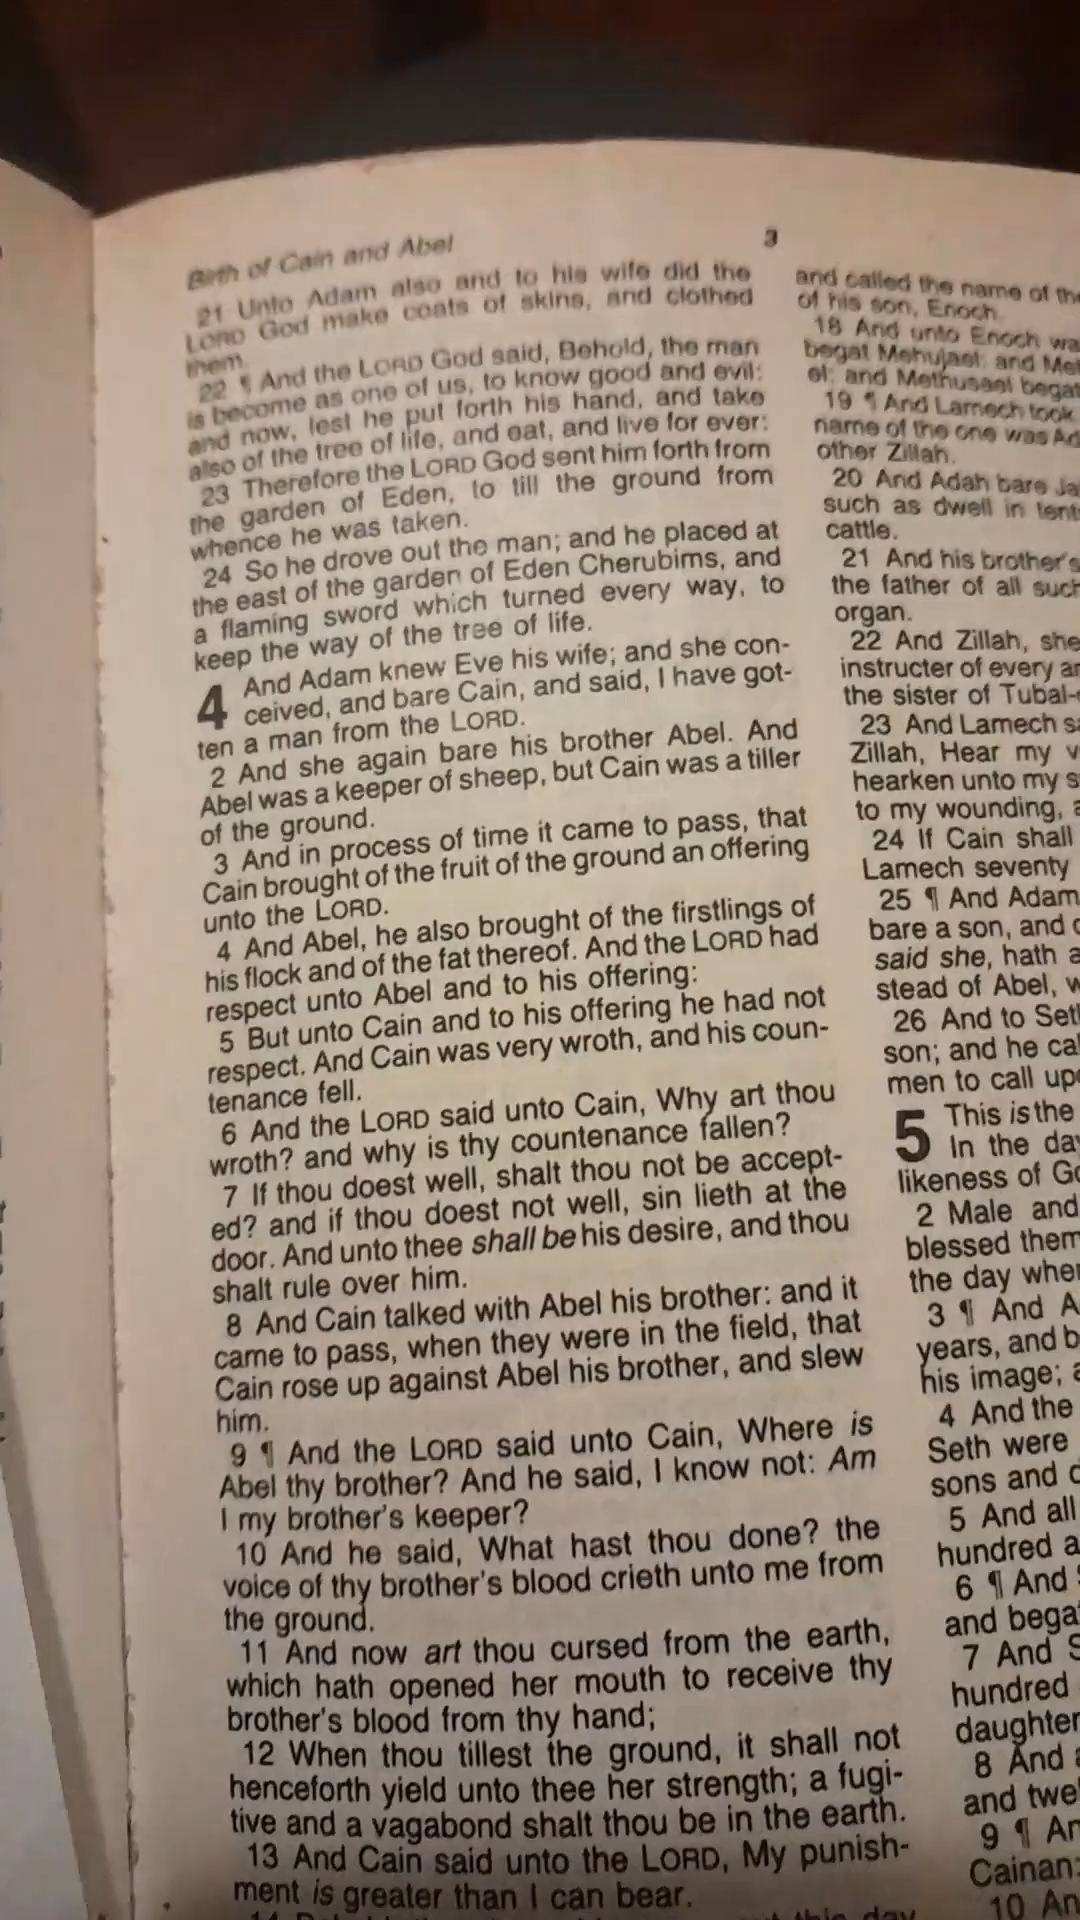 Birth of Cain and Abel
3
21 Unto Adam also and to his wife did the
LORD God make coats of skins, and clothed
them.
22 ¶ And the LORD God said, Behold, the man
is become as one of us, to know good and evil:
and now, lest he put forth his hand, and take
also of the tree of life, and eat, and live for ever:
23 Therefore the LORD God sent him forth from
the garden of Eden, to till the ground from
whence he was taken.
24 So he drove out the man; and he placed at
the east of the garden of Eden Cherubims, and
a flaming sword which turned every way, to
keep the way of the tree of life.
4 And Adam knew Eve his wife; and she con-
ceived, and bare Cain, and said, I have got-
ten a man from the LORD.
2 And she again bare his brother Abel. And
Abel was a keeper of sheep, but Cain was a tiller
of the ground.
3 And in process of time it came to pass, that
Cain brought of the fruit of the ground an offering
unto the LORD.
4 And Abel, he also brought of the firstlings of
his flock and of the fat thereof. And the LORD had
respect unto Abel and to his offering:
5 But unto Cain and to his offering he had not
respect. And Cain was very wroth, and his coun-
tenance fell.
6 And the LORD said unto Cain, Why art thou
wroth? and why is thy countenance fallen?
7 If thou doest well, shalt thou not be accept-
ed? and if thou doest not well, sin lieth at the
door. And unto thee shall be his desire, and thou
shalt rule over him.
8 And Cain talked with Abel his brother: and it
came to pass, when they were in the field, that
Cain rose up against Abel his brother, and slew
him.
9 ¶ And the LORD said unto Cain, Where is
Abel thy brother? And he said, I know not: Am
I my brother's keeper?
10 And he said, What hast thou done? the
voice of thy brother's blood crieth unto me from
the ground.
11 And now art thou cursed from the earth,
which hath opened her mouth to receive thy
brother's blood from thy hand;
12 When thou tillest the ground, it shall not
henceforth yield unto thee her strength; a fugi-
tive and a vagabond shalt thou be in the earth.
13 And Cain said unto the LORD, My punish-
ment is greater than I can bear.
this day
and called the name of the
of his son, Enoch.
18 And unto Enoch wa
begat Mehujael: and Meh
el: and Methusael begat
19 ¶ And Lamech took
name of the one was Ad
other Zillah.
20 And Adah bare Ja
such as dwell in tent
cattle.
21 And his brother's
the father of all such
organ.
22 And Zillah, she
instructer of every ar
the sister of Tubal-
23 And Lamech sa
Zillah, Hear my v
hearken unto my s
to my wounding, a
24 If Cain shall
Lamech seventy
25 ¶ And Adam
bare a son, and c
said she, hath a
stead of Abel, w
26 And to Set
son; and he ca
men to call up
5 This is the
In the da
likeness of Go
2 Male and
blessed them
the day when
3 ¶ And A
years, and b
his image; a
4 And the
Seth were
sons and d
5 And all
hundred a
6 ¶ And S
and bega
7 And S
hundred
daughter
8 And a
and twe
9 ¶ An
Cainan:
10 An